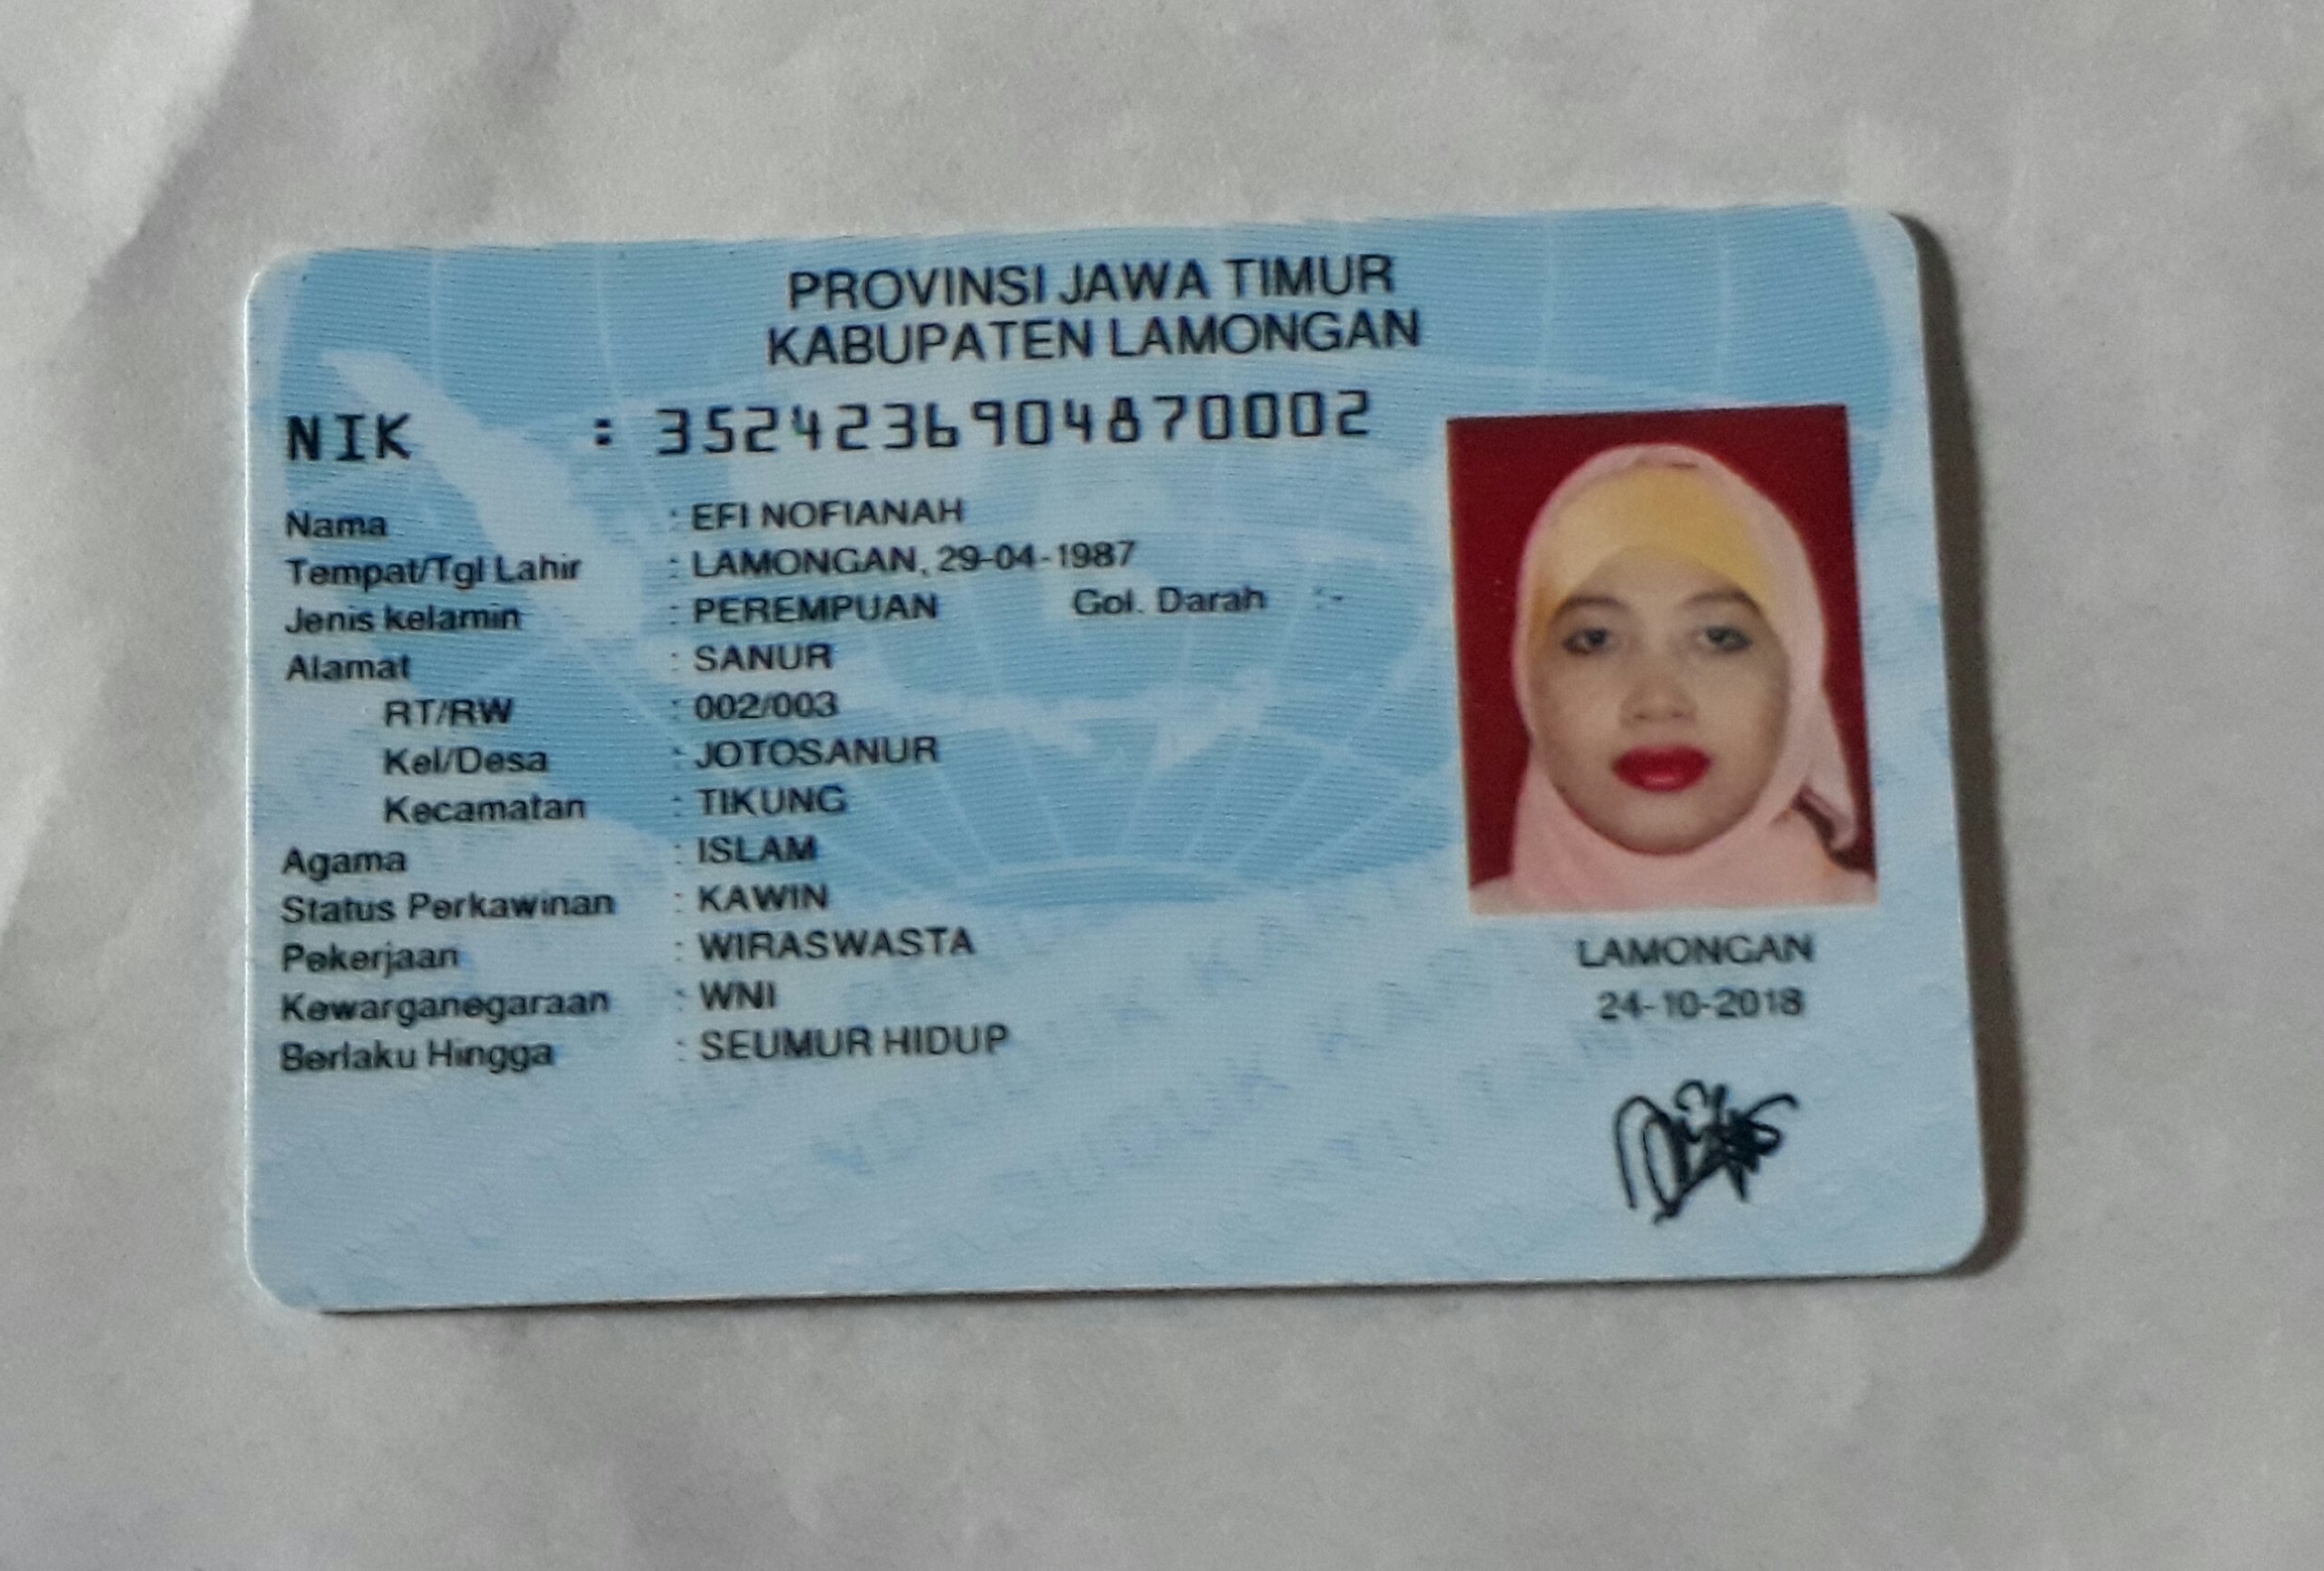 PROVINSI JAWA TIMUR
KABUPATEN LAMONGAN
NIK : 3524236904870002
Nama : EFI NOFIANAH
Tempat/Tgl Lahir : LAMONGAN, 29-04-1987
Jenis kelamin : PEREMPUAN Gol. Darah :-
Alamat : SANUR
RT/RW : 002/003
Kel/Desa : JOTOSANUR
Kecamatan : TIKUNG
Agama : ISLAM
Status Perkawinan : KAWIN
Pekerjaan : WIRASWASTA
Kewarganegaraan : WNI
Berlaku Hingga : SEUMUR HIDUP
LAMONGAN
24-10-2018